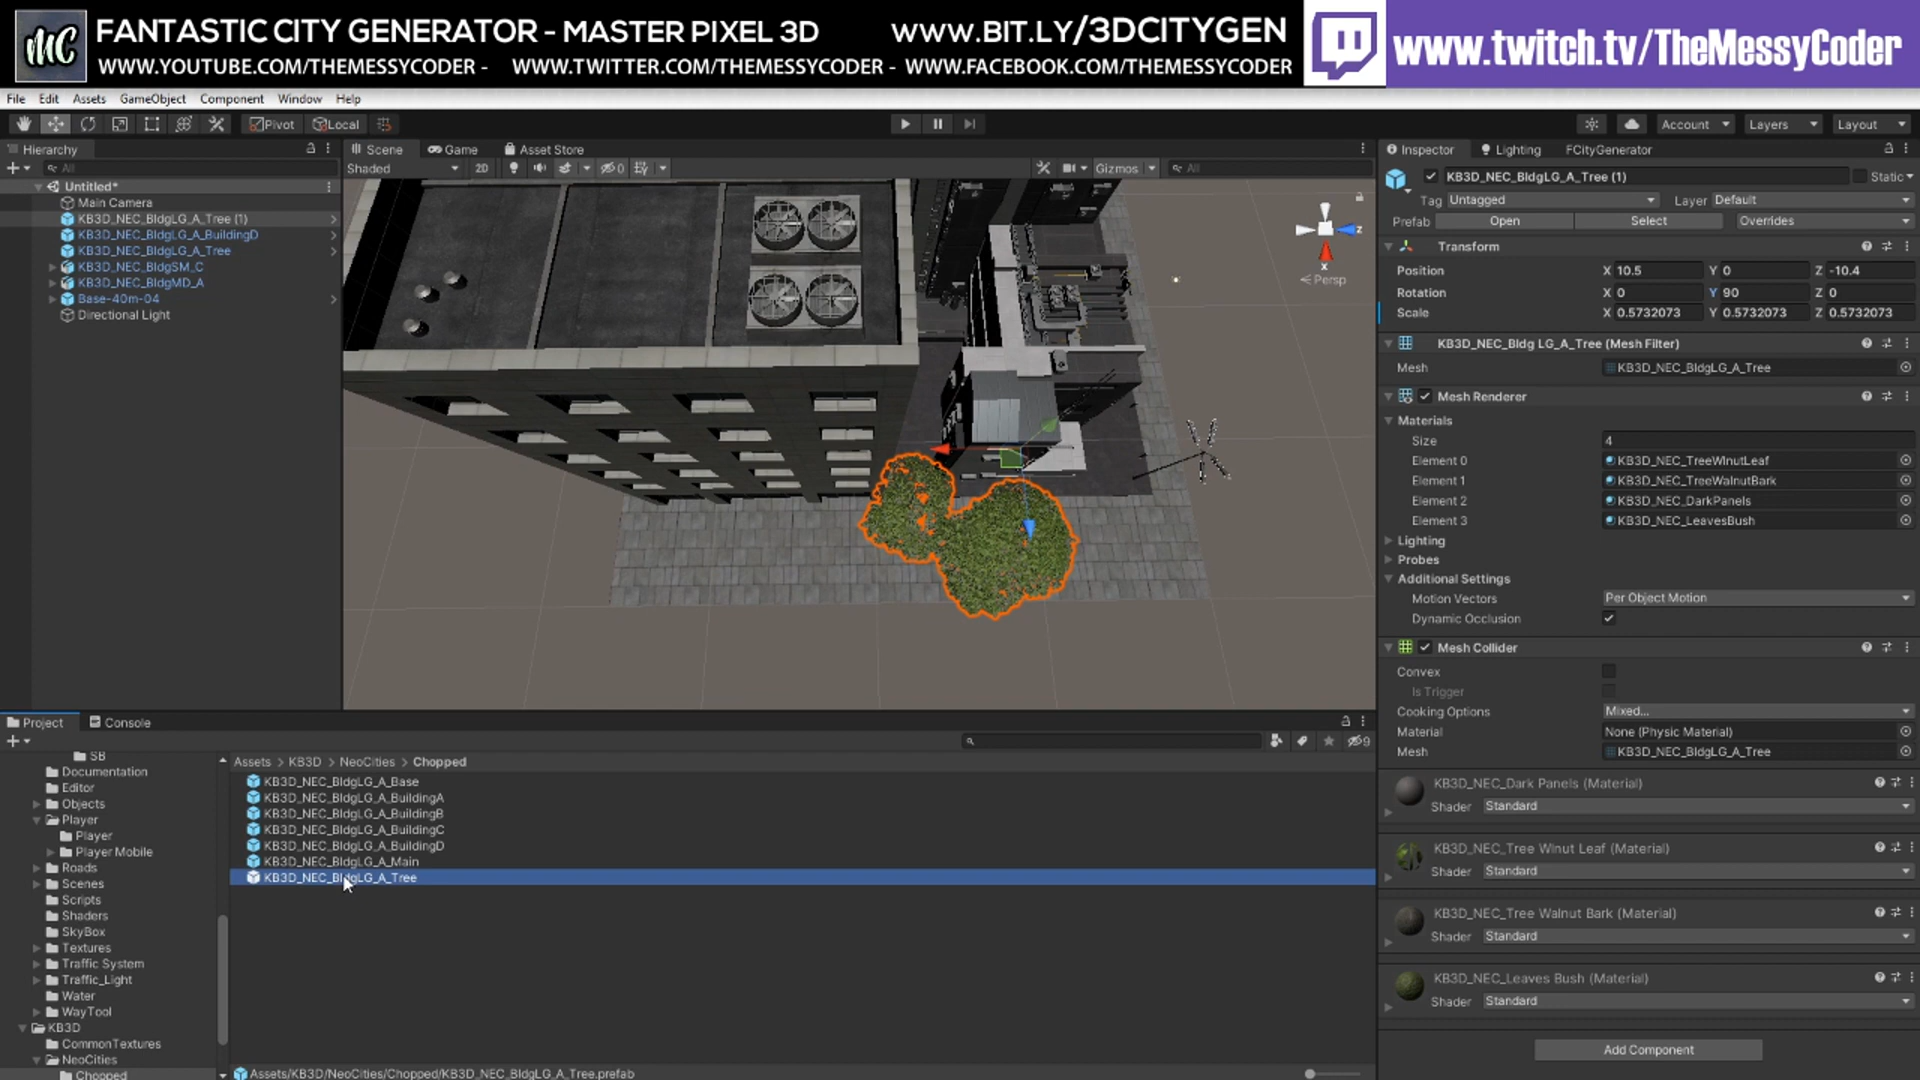 MC
FANTASTIC CITY GENERATOR - MASTER PIXEL 3D
WWW.BIT.LY/3DCITYGEN
WWW.YOUTUBE.COM/THEMESSYCODER - WWW.TWITTER.COM/THEMESSYCODER - WWW.FACEBOOK.COM/THEMESSYCODER
www.twitch.tv/TheMessyCoder
File Edit Assets GameObject Component Window Help
Pivot Local
Account Layers Layout
Hierarchy
All
Untitled*
Main Camera
KB3D_NEC_BldgLG_A_Tree (1)
KB3D_NEC_BldgLG_A_BuildingD
KB3D_NEC_BldgLG_A_Tree
KB3D_NEC_BldgSM_C
KB3D_NEC_BldgMD_A
Base-40m-04
Directional Light
Scene Game Asset Store
Shaded 2D 0 Gizmos All
z
x
Persp
Inspector Lighting FCityGenerator
KB3D_NEC_BldgLG_A_Tree (1) Static
Tag Untagged Layer Default
Prefab Open Select Overrides
Transform
Position X 10.5 Y 0 Z -10.4
Rotation X 0 Y 90 Z 0
Scale X 0.5732073 Y 0.5732073 Z 0.5732073
KB3D_NEC_Bldg LG_A_Tree (Mesh Filter)
Mesh KB3D_NEC_BldgLG_A_Tree
Mesh Renderer
Materials
Size 4
Element 0 KB3D_NEC_TreeWlnutLeaf
Element 1 KB3D_NEC_TreeWalnutBark
Element 2 KB3D_NEC_DarkPanels
Element 3 KB3D_NEC_LeavesBush
Lighting
Probes
Additional Settings
Motion Vectors Per Object Motion
Dynamic Occlusion
Mesh Collider
Convex
Is Trigger
Cooking Options Mixed...
Material None (Physic Material)
Mesh KB3D_NEC_BldgLG_A_Tree
KB3D_NEC_Dark Panels (Material)
Shader Standard
KB3D_NEC_Tree Wlnut Leaf (Material)
Shader Standard
KB3D_NEC_Tree Walnut Bark (Material)
Shader Standard
KB3D_NEC_Leaves Bush (Material)
Shader Standard
Add Component
Project Console
9
SB
Documentation
Editor
Objects
Player
Player
Player Mobile
Roads
Scenes
Scripts
Shaders
SkyBox
Textures
Traffic System
Traffic_Light
Water
WayTool
KB3D
CommonTextures
NeoCities
Chopped
Assets > KB3D > NeoCities > Chopped
KB3D_NEC_BldgLG_A_Base
KB3D_NEC_BldgLG_A_BuildingA
KB3D_NEC_BldgLG_A_BuildingB
KB3D_NEC_BldgLG_A_BuildingC
KB3D_NEC_BldgLG_A_BuildingD
KB3D_NEC_BldgLG_A_Main
KB3D_NEC_BldgLG_A_Tree
Assets/KB3D/NeoCities/Chopped/KB3D_NEC_BldgLG_A_Tree.prefab